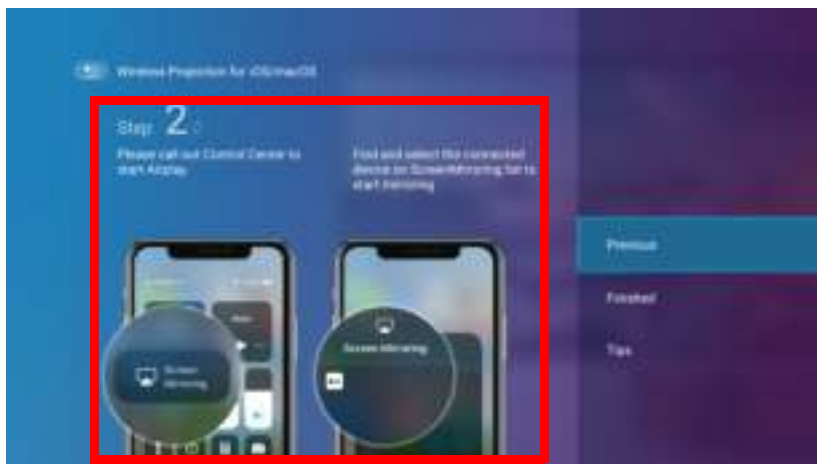 Wireless Projection for iOS/macOS
Step 2
Please call out Control Center to
start Airplay
Find and select the connected
device on ScreenMirroring list to
start mirroring
Screen
Mirroring
Screen Mirroring
Previous
Finished
Tips